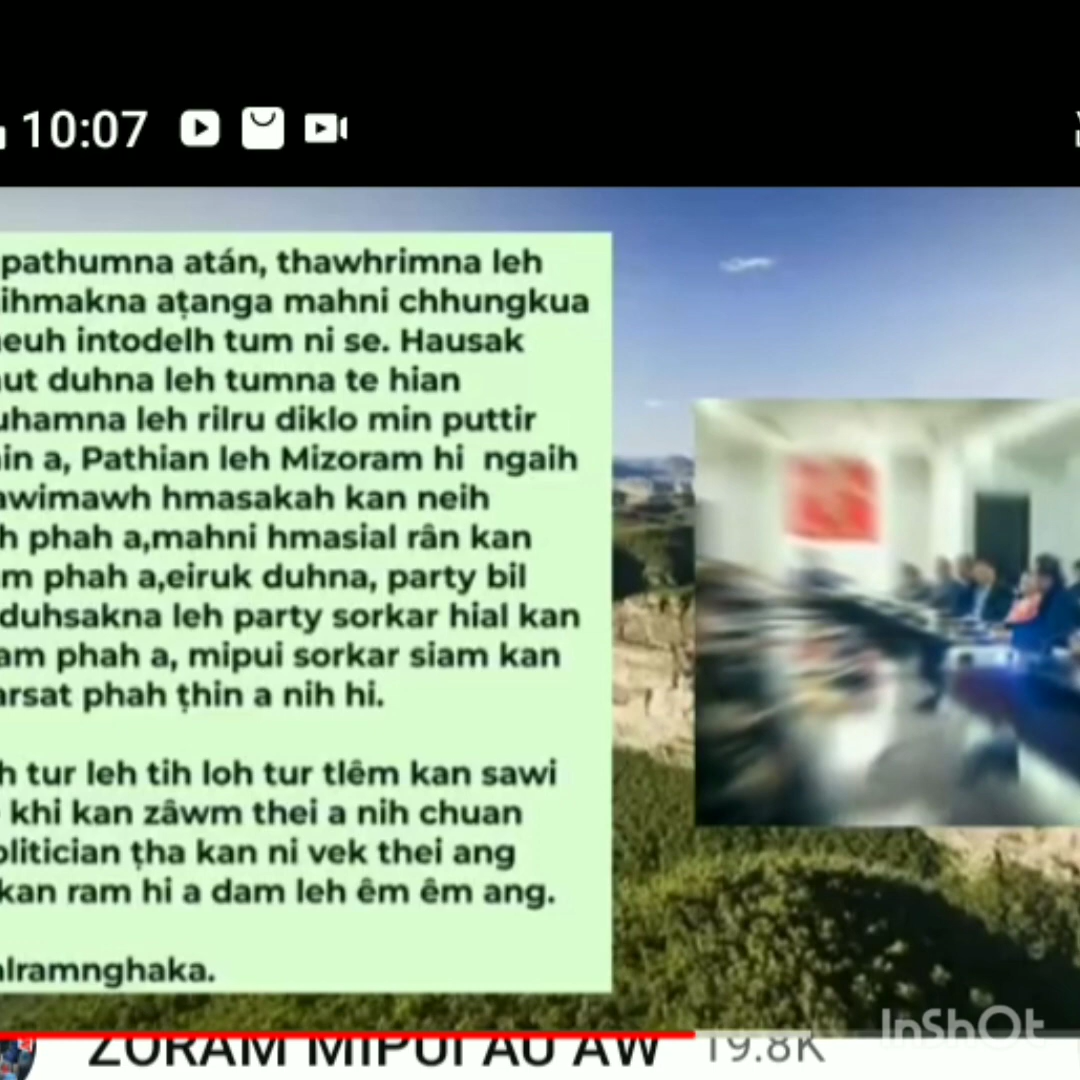 10:07
pathumna atán, thawhrimna leh
ihmakna aṭanga mahni chhungkua
euh intodelh tum ni se. Hausak
ut duhna leh tumna te hian
uhamna leh rilru diklo min puttir
in a, Pathian leh Mizoram hi ngaih
awimawh hmasakah kan neih
h phah a,mahni hmasial rân kan
m phah a,eiruk duhna, party bil
duhsakna leh party sorkar hial kan
am phah a, mipui sorkar siam kan
arsat phah ṭhin a nih hi.
h tur leh tih loh tur tlêm kan sawi
khi kan zâwm thei a nih chuan
olitician ṭha kan ni vek thei ang
kan ram hi a dam leh êm êm ang.
alramnghaka.
InShOt
ZORAM MIPUI AU AW 19.8K